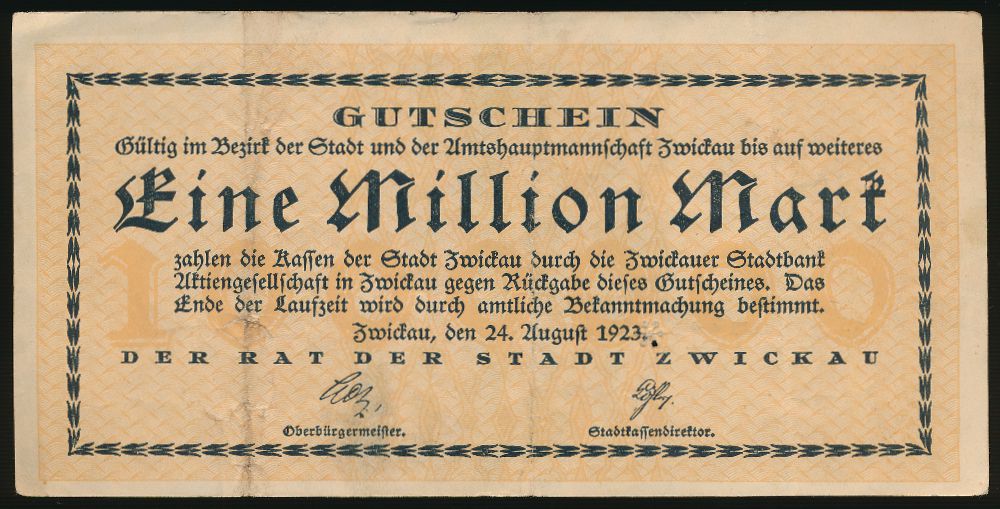 GUTSCHEIN
Gültig im Bezirk der Stadt und der Amtshauptmannschaft Zwickau bis auf weiteres
Eine Million Mark
zahlen die Kassen der Stadt Zwickau durch die Zwickauer Stadtbank
Aktiengesellschaft in Zwickau gegen Rückgabe dieses Gutscheines. Das
Ende der Laufzeit wird durch amtliche Bekanntmachung bestimmt.
Zwickau, den 24. August 1923.
DER RAT DER STADT ZWICKAU
Oberbürgermeister.
Stadtkassendirektor.